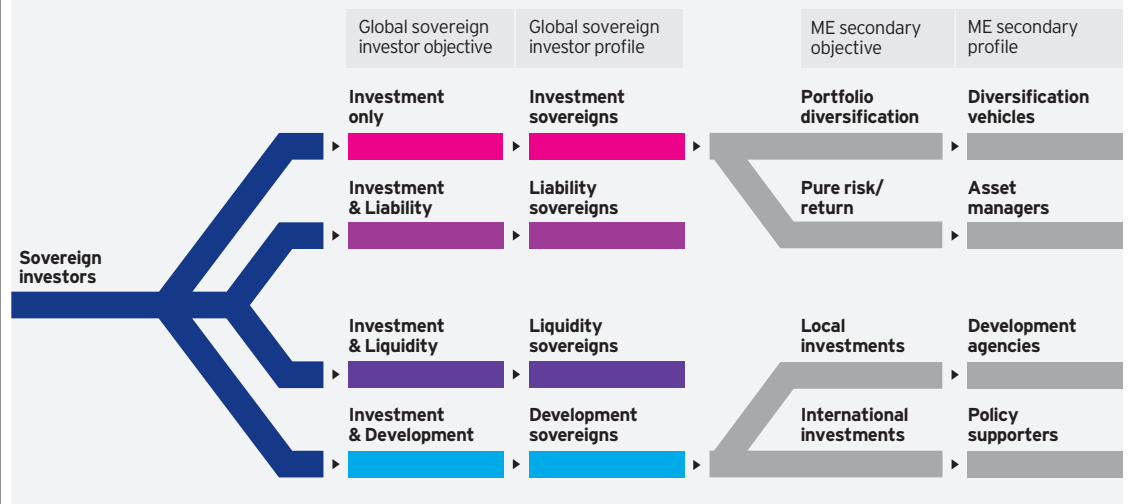 Global sovereign
investor objective
Global sovereign
investor profile
ME secondary
objective
ME secondary
profile
Investment
only
Investment
sovereigns
Portfolio
diversification
Diversification
vehicles
Investment
& Liability
Liability
sovereigns
Pure risk/
return
Asset
managers
Sovereign
investors
Investment
& Liquidity
Liquidity
sovereigns
Local
investments
Development
agencies
Investment
& Development
Development
sovereigns
International
investments
Policy
supporters